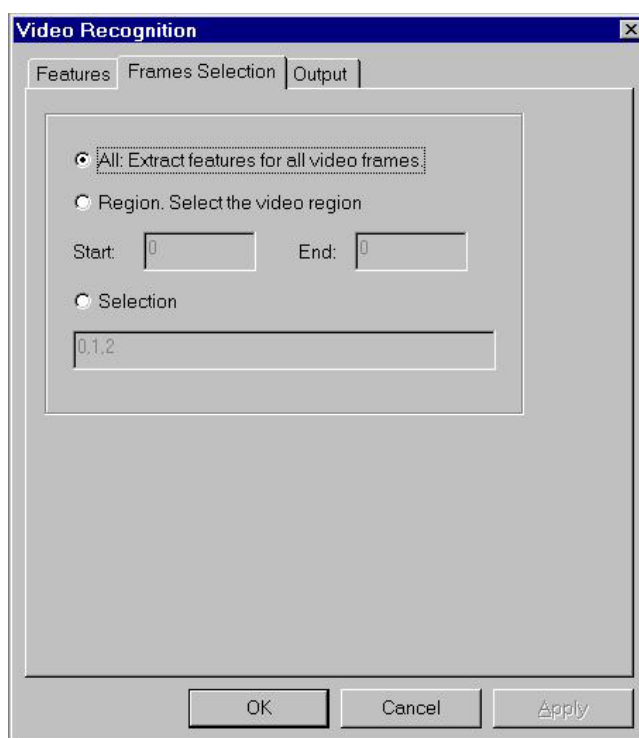 Video Recognition
Features Frames Selection Output
All: Extract features for all video frames.
Region. Select the video region
Start: 0 End: 0
Selection
0,1,2
OK Cancel Apply